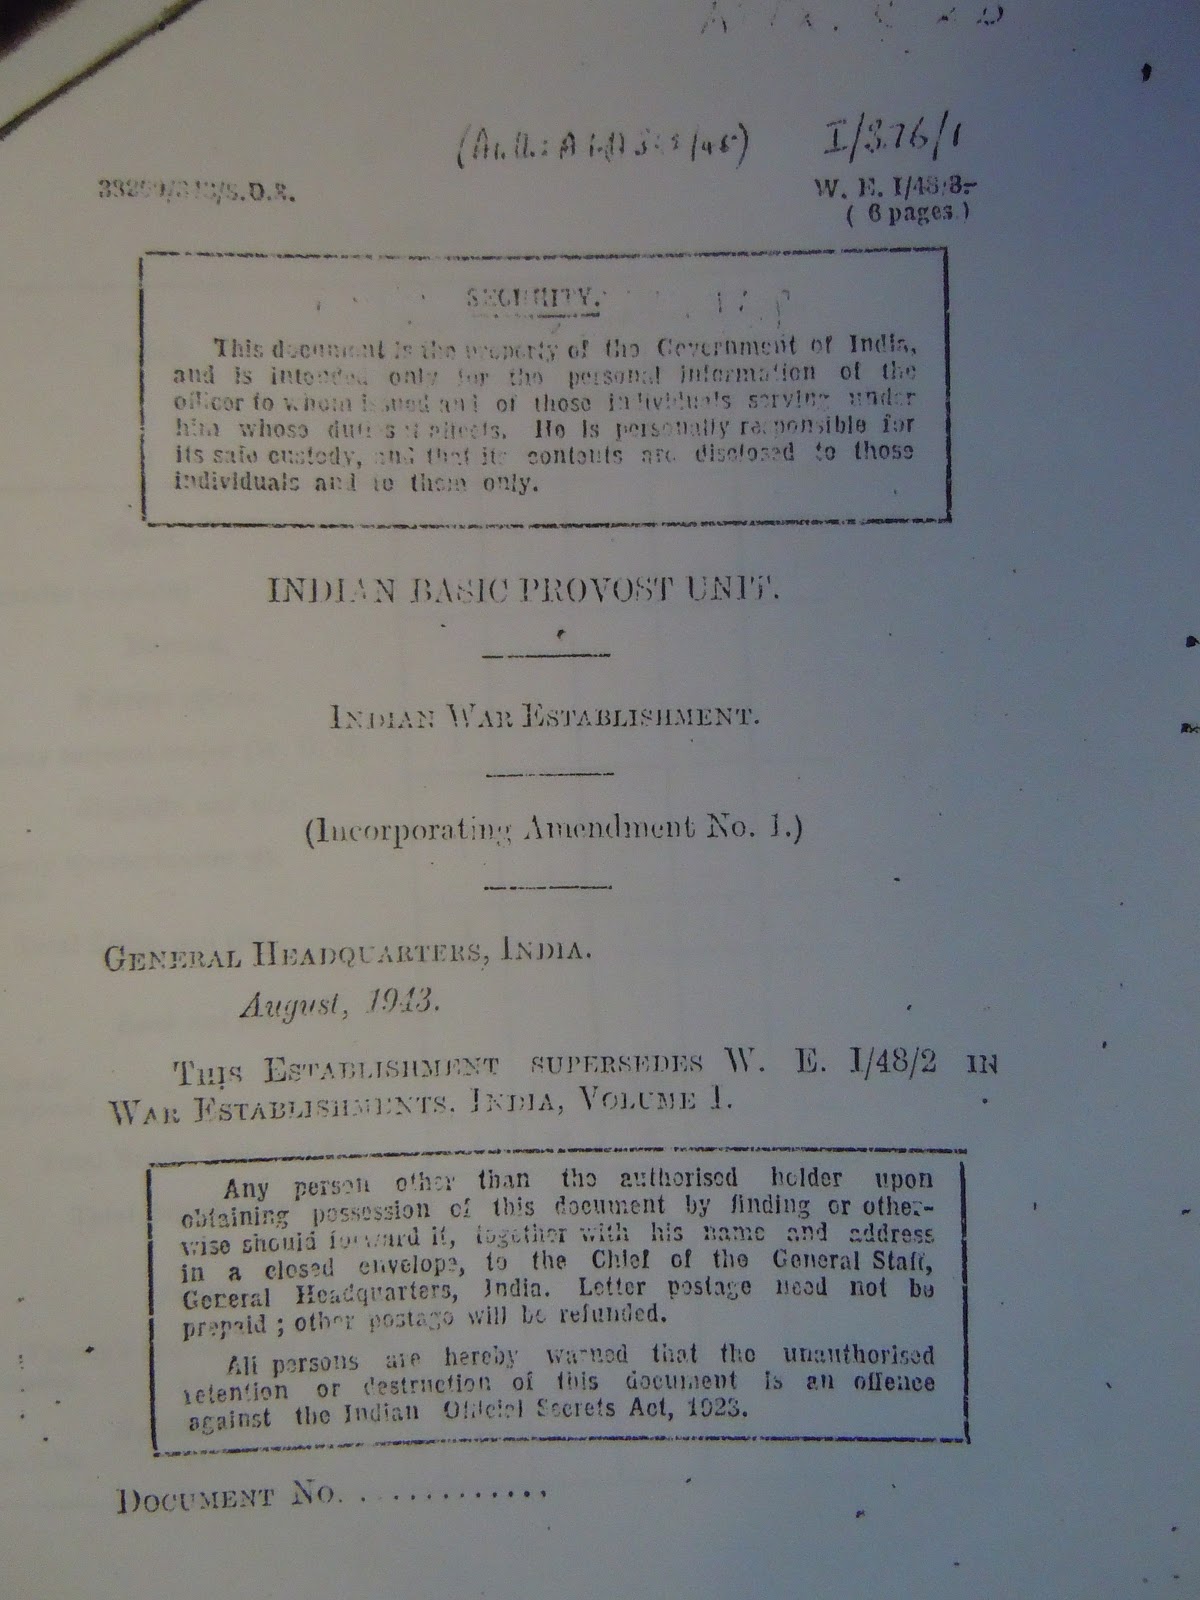 I/376/1
S.D.
W. E. I/48/3.
( 6 pages.)
SECURITY.
This document is the property of the Government of India,
and is intended only for the personal information of the
officer to whom issued and of those individuals serving under
him whose duties it affects. He is personally responsible for
its safe custody, and that its contents are disclosed to those
individuals and to them only.
INDIAN BASIC PROVOST UNIT.
INDIAN WAR ESTABLISHMENT.
(Incorporating Amendment No. 1.)
GENERAL HEADQUARTERS, INDIA.
August, 1943.
THIS ESTABLISHMENT SUPERSEDES W. E. I/48/2 IN
WAR ESTABLISHMENTS. INDIA, VOLUME 1.
Any person other than the authorised holder upon
obtaining possession of this document by finding or other-
wise should forward it, together with his name and address
in a closed envelope, to the Chief of the General Staff,
General Headquarters, India. Letter postage need not be
prepaid ; other postage will be refunded.
All persons are hereby warned that the unauthorised
retention or destruction of this document is an offence
against the Indian Official Secrets Act, 1923.
DOCUMENT NO. . . . . . . . . . . . . .